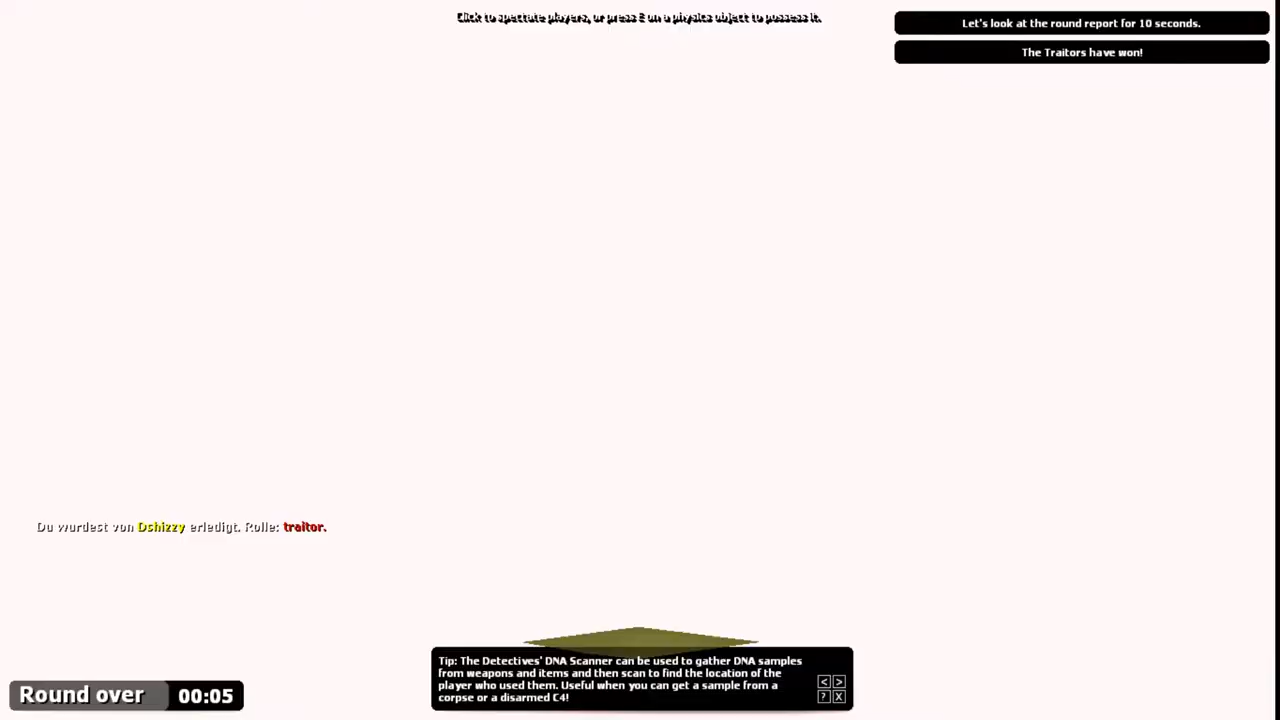 Click to spectate players, or press E on a physics object to possess it.
Let's look at the round report for 10 seconds.
The Traitors have won!
Du wurdest von Dshizzy erledigt. Rolle: traitor.
Tip: The Detectives' DNA Scanner can be used to gather DNA samples
from weapons and items and then scan to find the location of the
player who used them. Useful when you can get a sample from a
corpse or a disarmed C4!
< >
? X
Round over 00:05